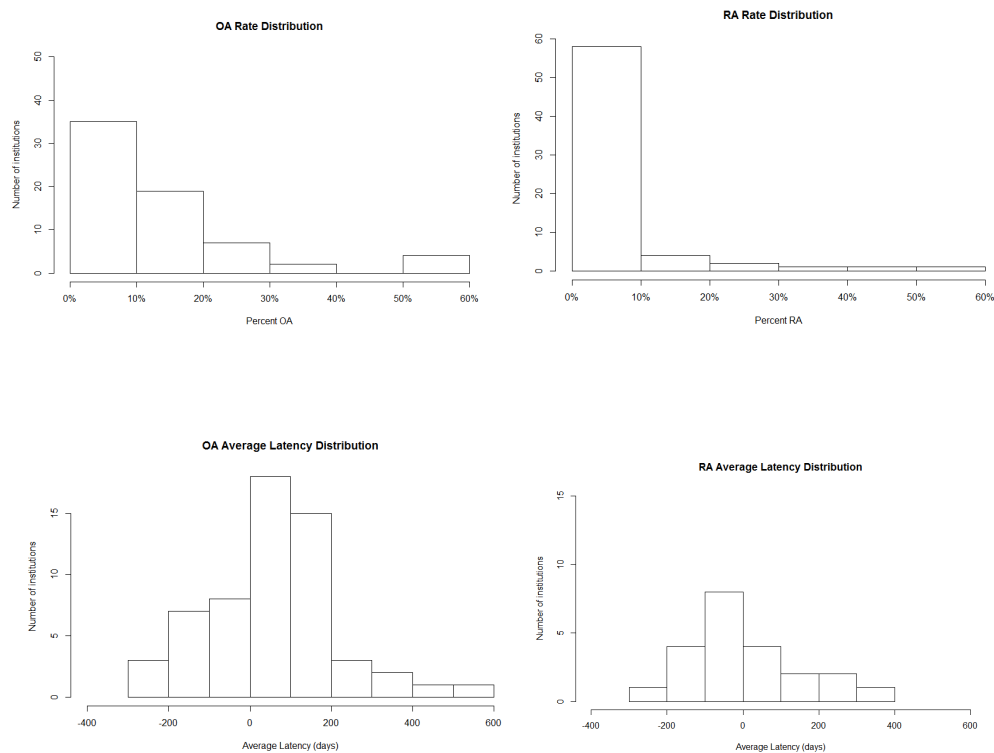 OA Rate Distribution
Number of institutions
50
40
30
20
10
0
0% 10% 20% 30% 40% 50% 60%
Percent OA
RA Rate Distribution
Number of institutions
60
50
40
30
20
10
0
0% 10% 20% 30% 40% 50% 60%
Percent RA
OA Average Latency Distribution
Number of institutions
15
10
5
0
-400 -200 0 200 400 600
Average Latency (days)
RA Average Latency Distribution
Number of institutions
15
10
5
0
-400 -200 0 200 400 600
Average Latency (days)